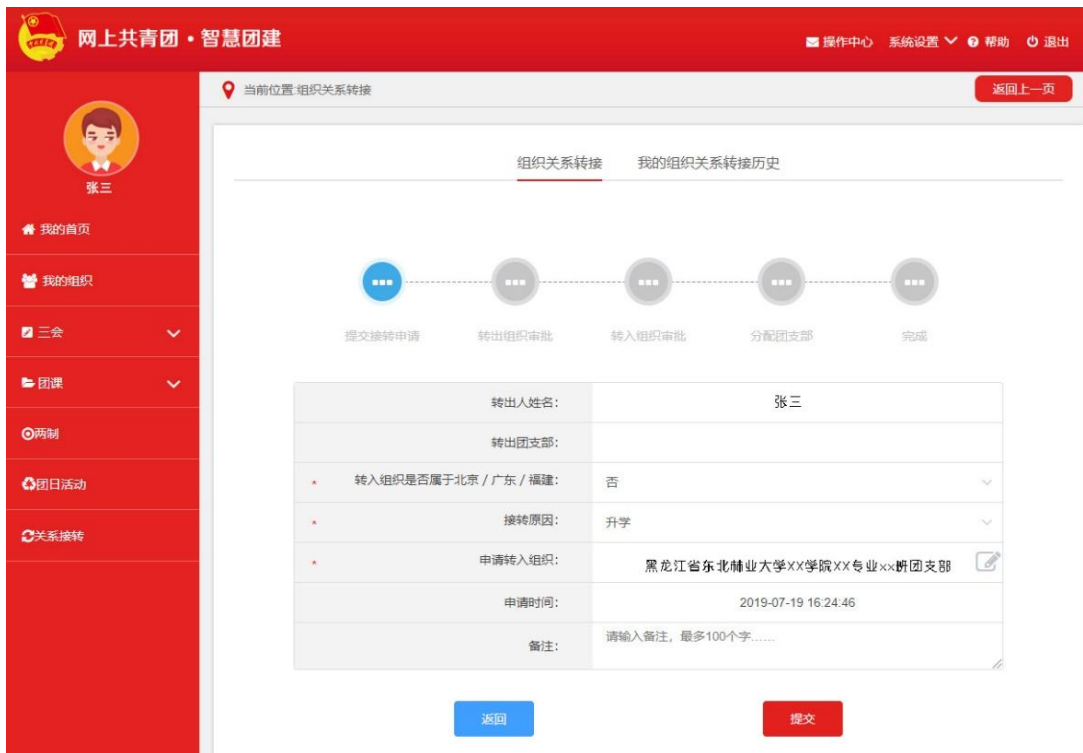 网上共青团·智慧团建
操作中心 系统设置 帮助 退出
当前位置:组织关系转接 返回上一页
张三
我的首页
我的组织
三会
团课
两制
团日活动
关系接转
组织关系转接 我的组织关系转接历史
提交接转申请 转出组织审批 转入组织审批 分配团支部 完成
转出人姓名: 张三
转出团支部:
* 转入组织是否属于北京 / 广东 / 福建: 否
* 接转原因: 升学
* 申请转入组织: 黑龙江省东北林业大学XX学院XX专业xx班团支部
申请时间: 2019-07-19 16:24:46
备注: 请输入备注，最多100个字……
返回 提交